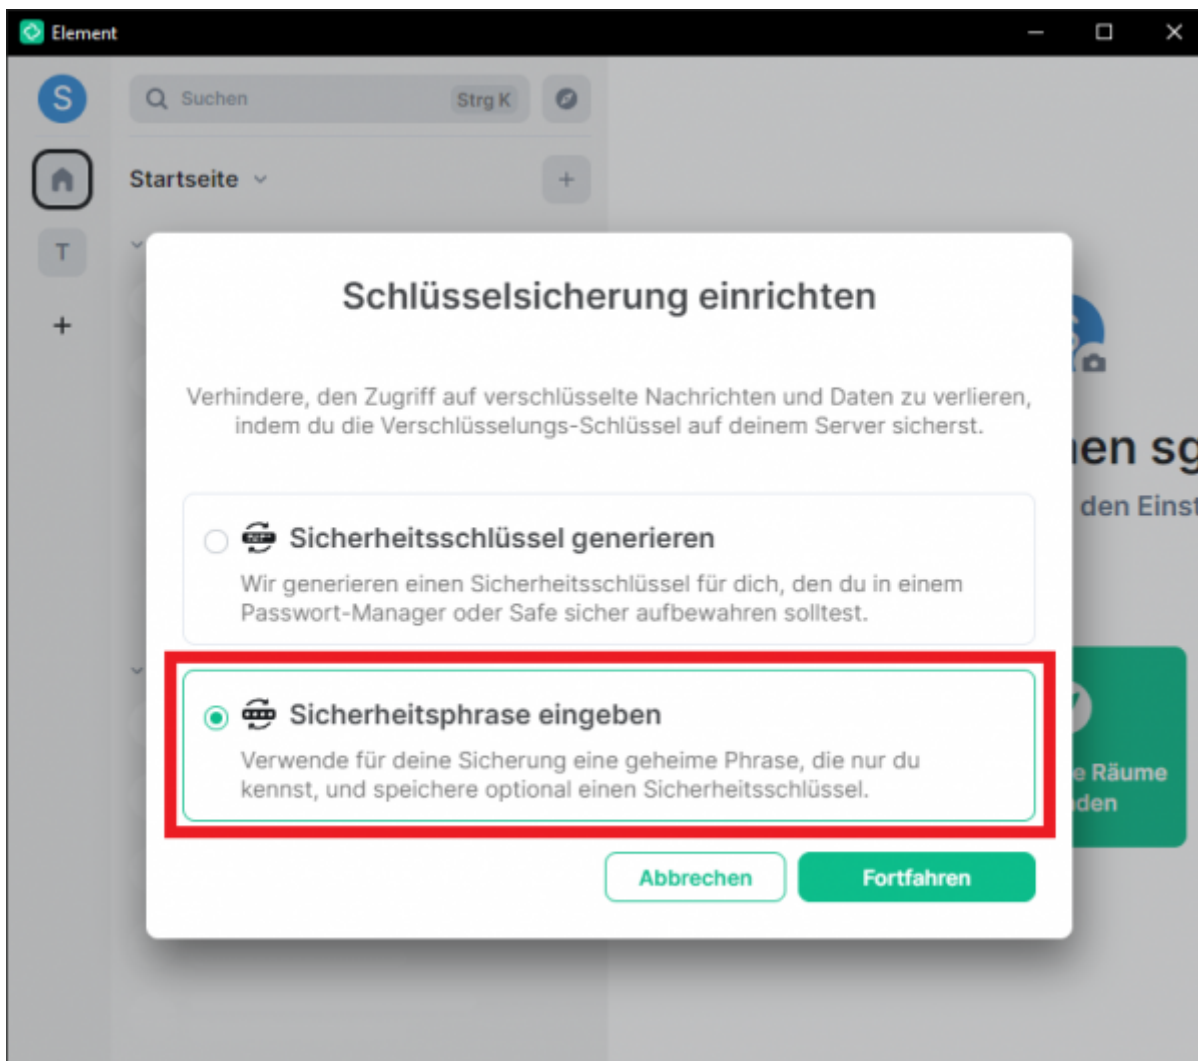 Element
S
Suchen
Strg K
Startseite
T
Schlüsselsicherung einrichten
Verhindere, den Zugriff auf verschlüsselte Nachrichten und Daten zu verlieren,
indem du die Verschlüsselungs-Schlüssel auf deinem Server sicherst.
Sicherheitsschlüssel generieren
Wir generieren einen Sicherheitsschlüssel für dich, den du in einem
Passwort-Manager oder Safe sicher aufbewahren solltest.
Sicherheitsphrase eingeben
Verwende für deine Sicherung eine geheime Phrase, die nur du
kennst, und speichere optional einen Sicherheitsschlüssel.
Abbrechen
Fortfahren
den
Räume